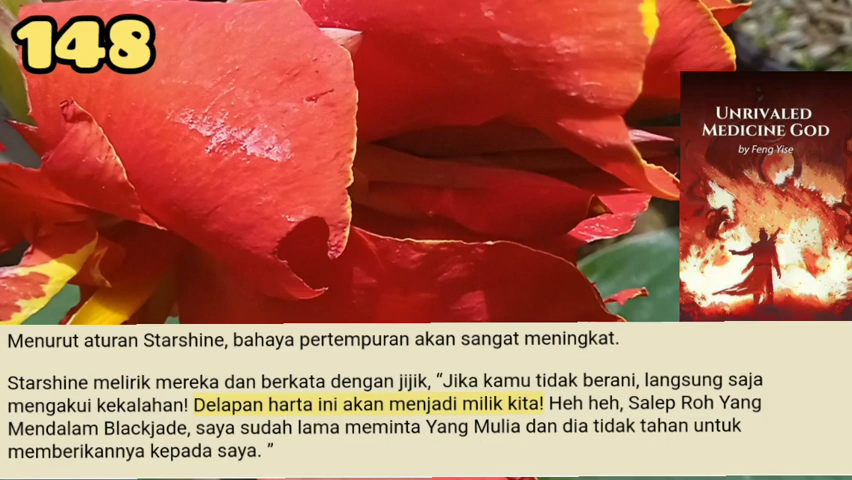 148
UNRIVALED
MEDICINE GOD
by Feng Yise
Menurut aturan Starshine, bahaya pertempuran akan sangat meningkat.
Starshine melirik mereka dan berkata dengan jijik, “Jika kamu tidak berani, langsung saja
mengakui kekalahan! Delapan harta ini akan menjadi milik kita! Heh heh, Salep Roh Yang
Mendalam Blackjade, saya sudah lama meminta Yang Mulia dan dia tidak tahan untuk
memberikannya kepada saya. ”